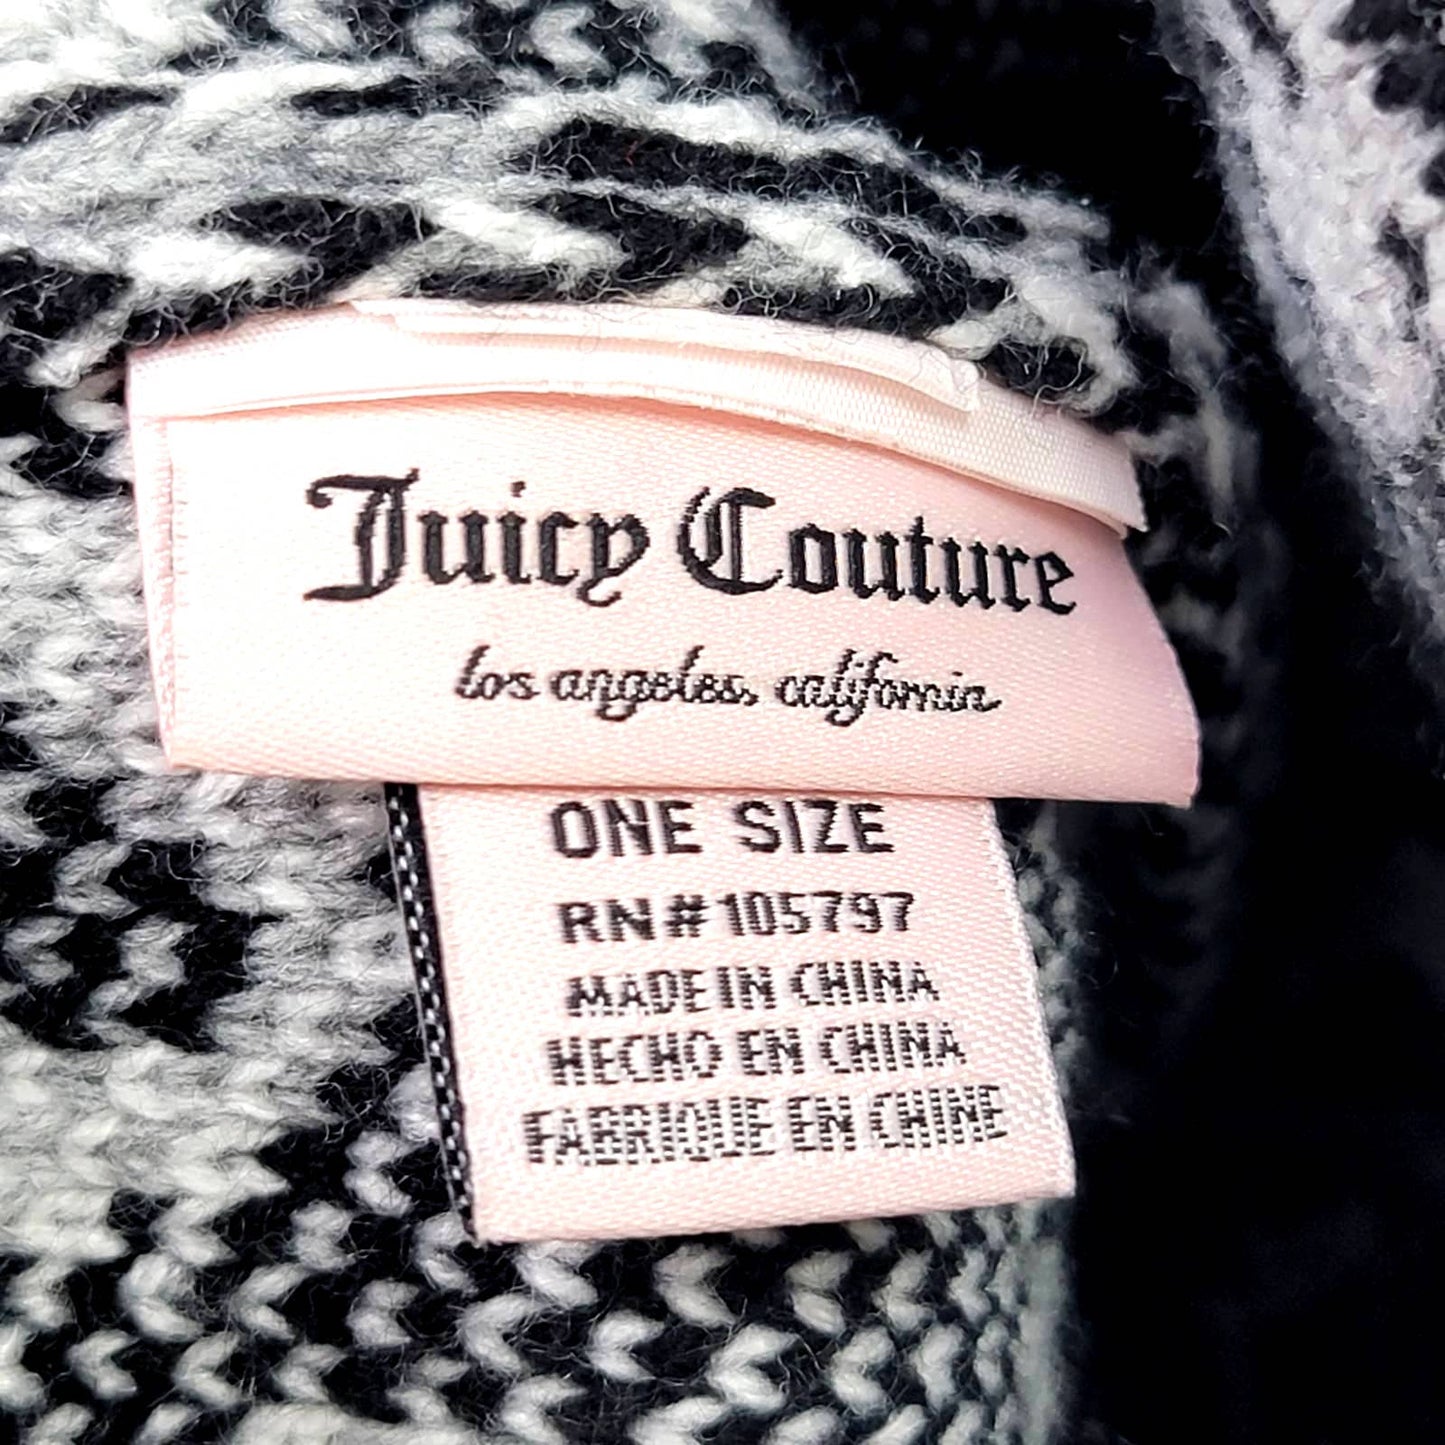 Juicy Couture
los angeles, california
ONE SIZE
RN#105797
MADE IN CHINA
HECHO EN CHINA
FABRIQUE EN CHINE